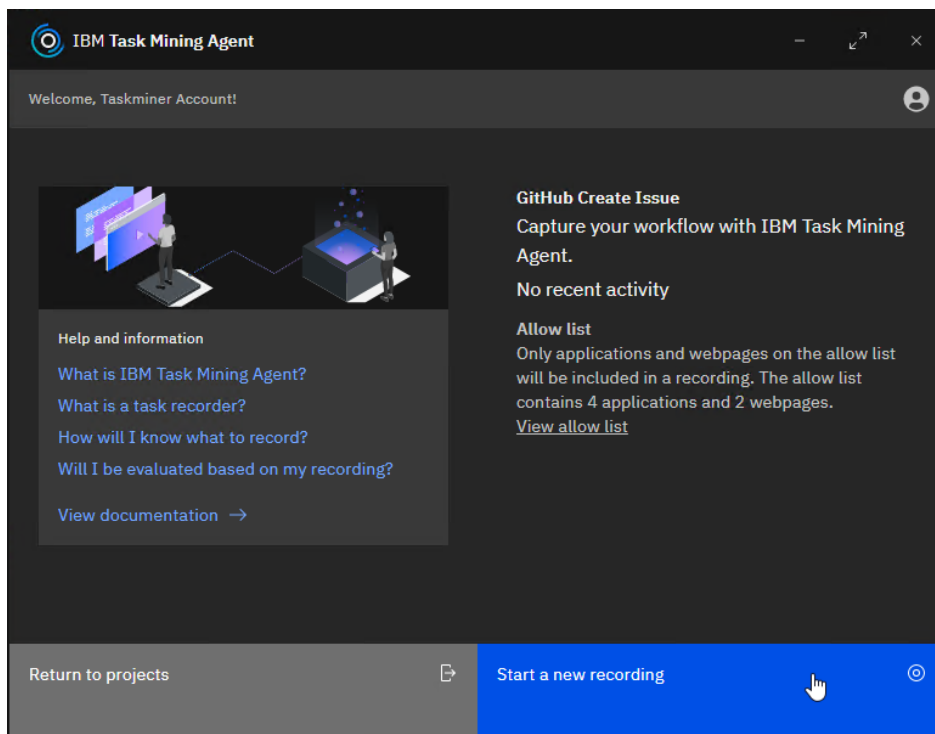 IBM Task Mining Agent
Welcome, Taskminer Account!
Help and information
What is IBM Task Mining Agent?
What is a task recorder?
How will I know what to record?
Will I be evaluated based on my recording?
View documentation
GitHub Create Issue
Capture your workflow with IBM Task Mining
Agent.
No recent activity
Allow list
Only applications and webpages on the allow list
will be included in a recording. The allow list
contains 4 applications and 2 webpages.
View allow list
Return to projects
Start a new recording